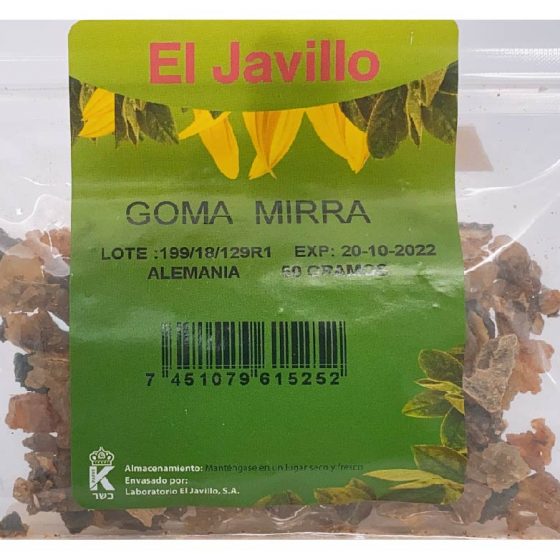 El Javillo
GOMA MIRRA
LOTE :199/18/129R1 EXP: 20-10-2022
ALEMANIA 50 GRAMOS
7 451079 615252
Almacenamiento: Manténgase en un lugar seco y fresco
Envasado por:
Laboratorio El Javillo, S.A.
K
כשר